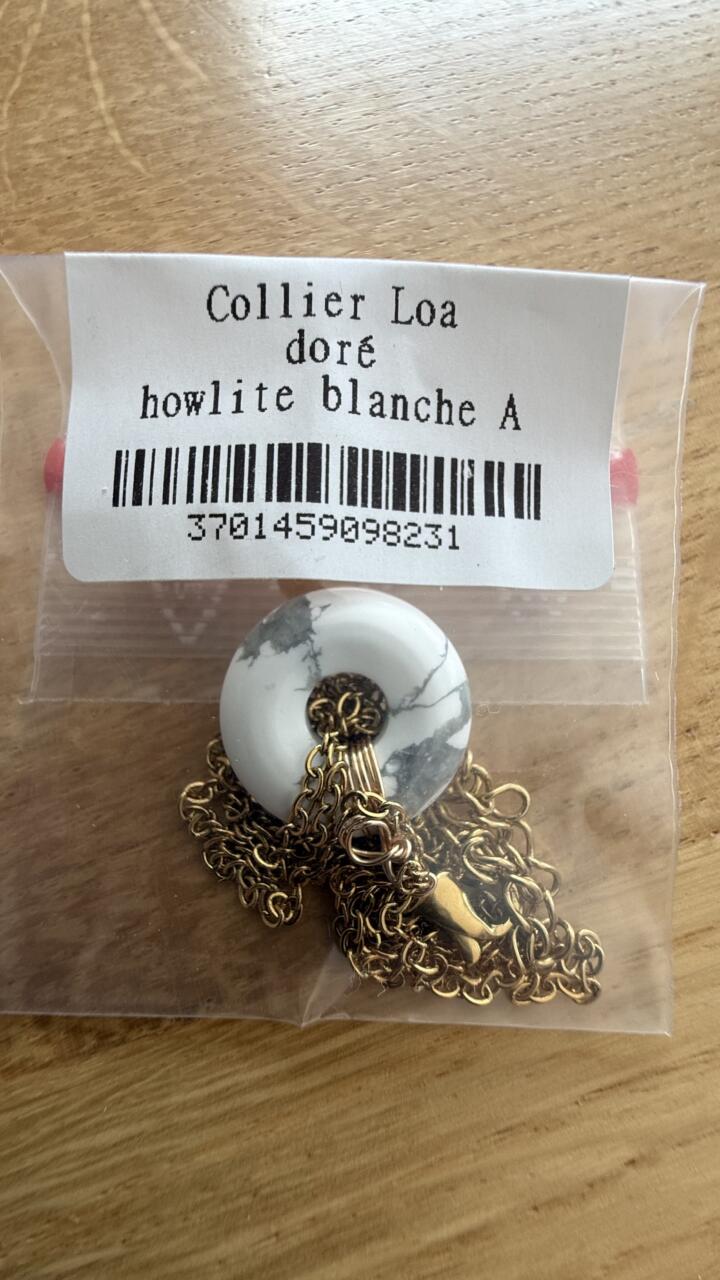 Collier Loa
doré
howlite blanche A
3701459098231